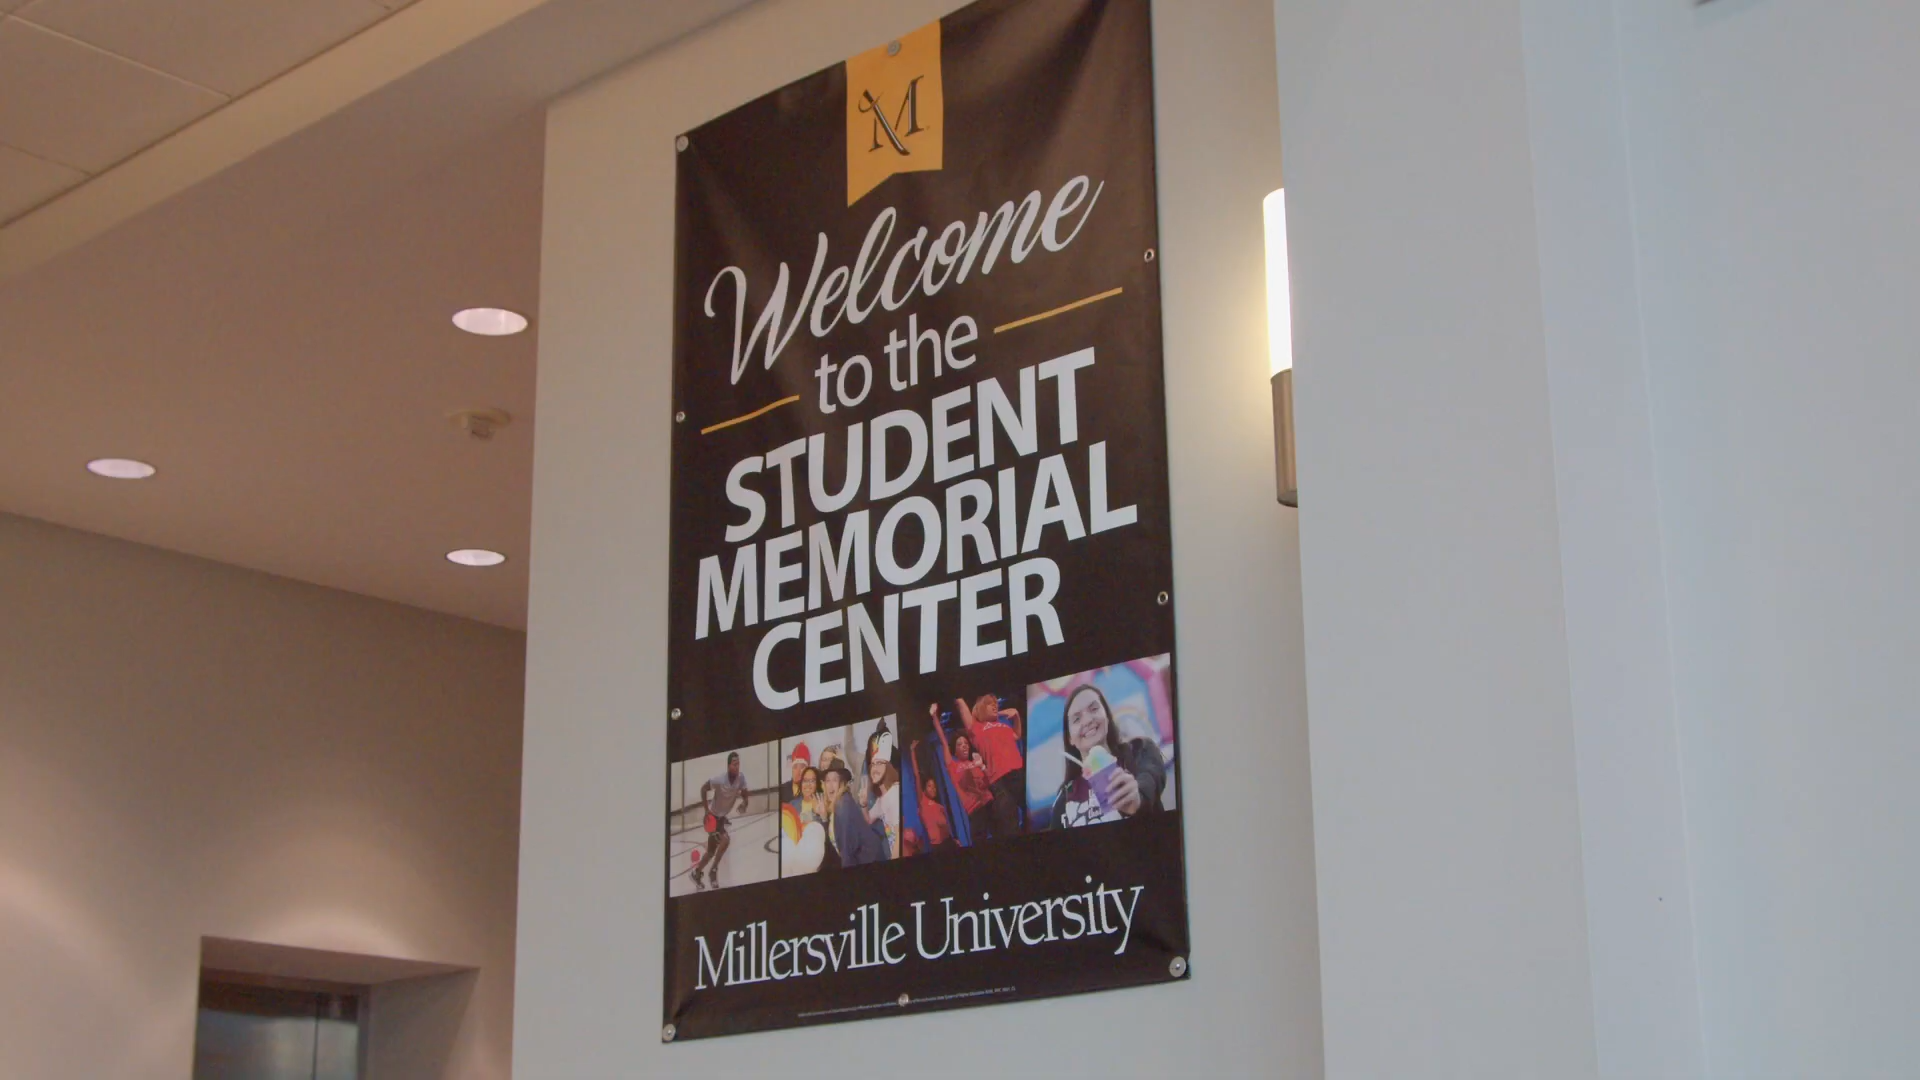 M
Welcome
to the
STUDENT
MEMORIAL
CENTER
Millersville University